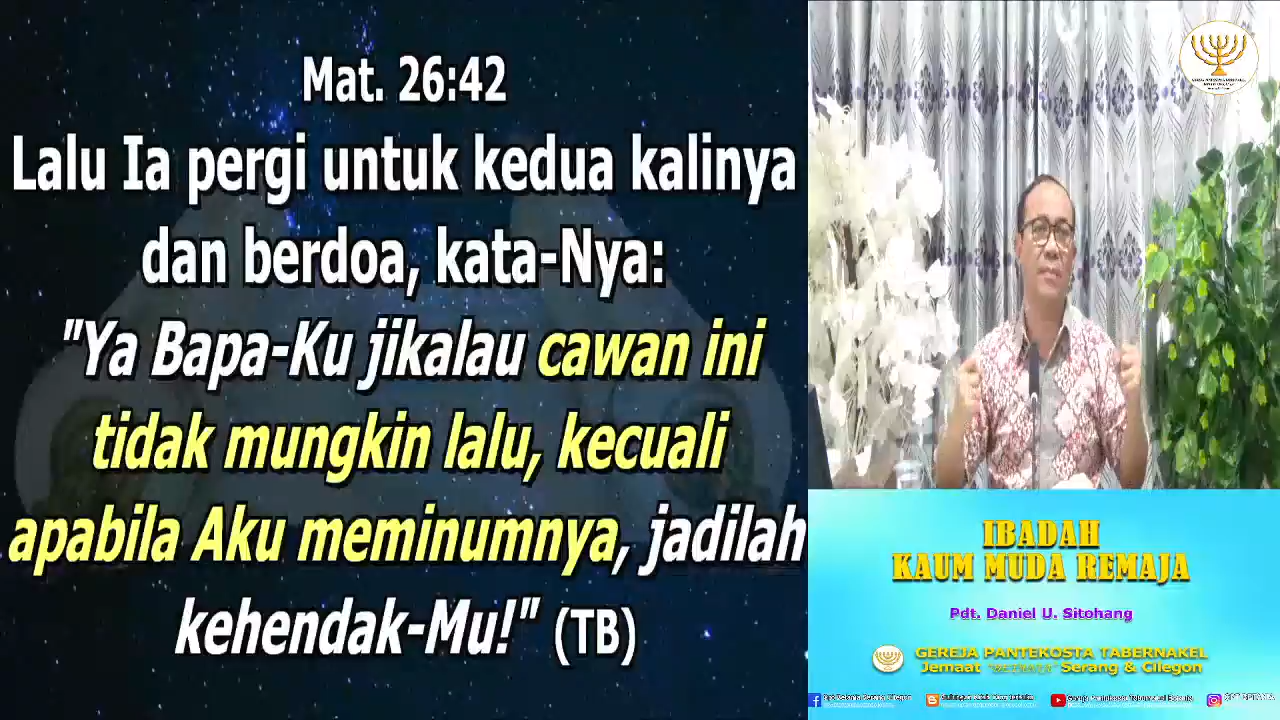 Mat. 26:42
Lalu Ia pergi untuk kedua kalinya
dan berdoa, kata-Nya:
"Ya Bapa-Ku jikalau cawan ini
tidak mungkin lalu, kecuali
apabila Aku meminumnya, jadilah
kehendak-Mu!" (TB)
IBADAH
KAUM MUDA REMAJA
Pdt. Daniel U. Sitohang
GEREJA PANTEKOSTA TABERNAKEL
Jemaat "BETANIA" Serang & Cilegon